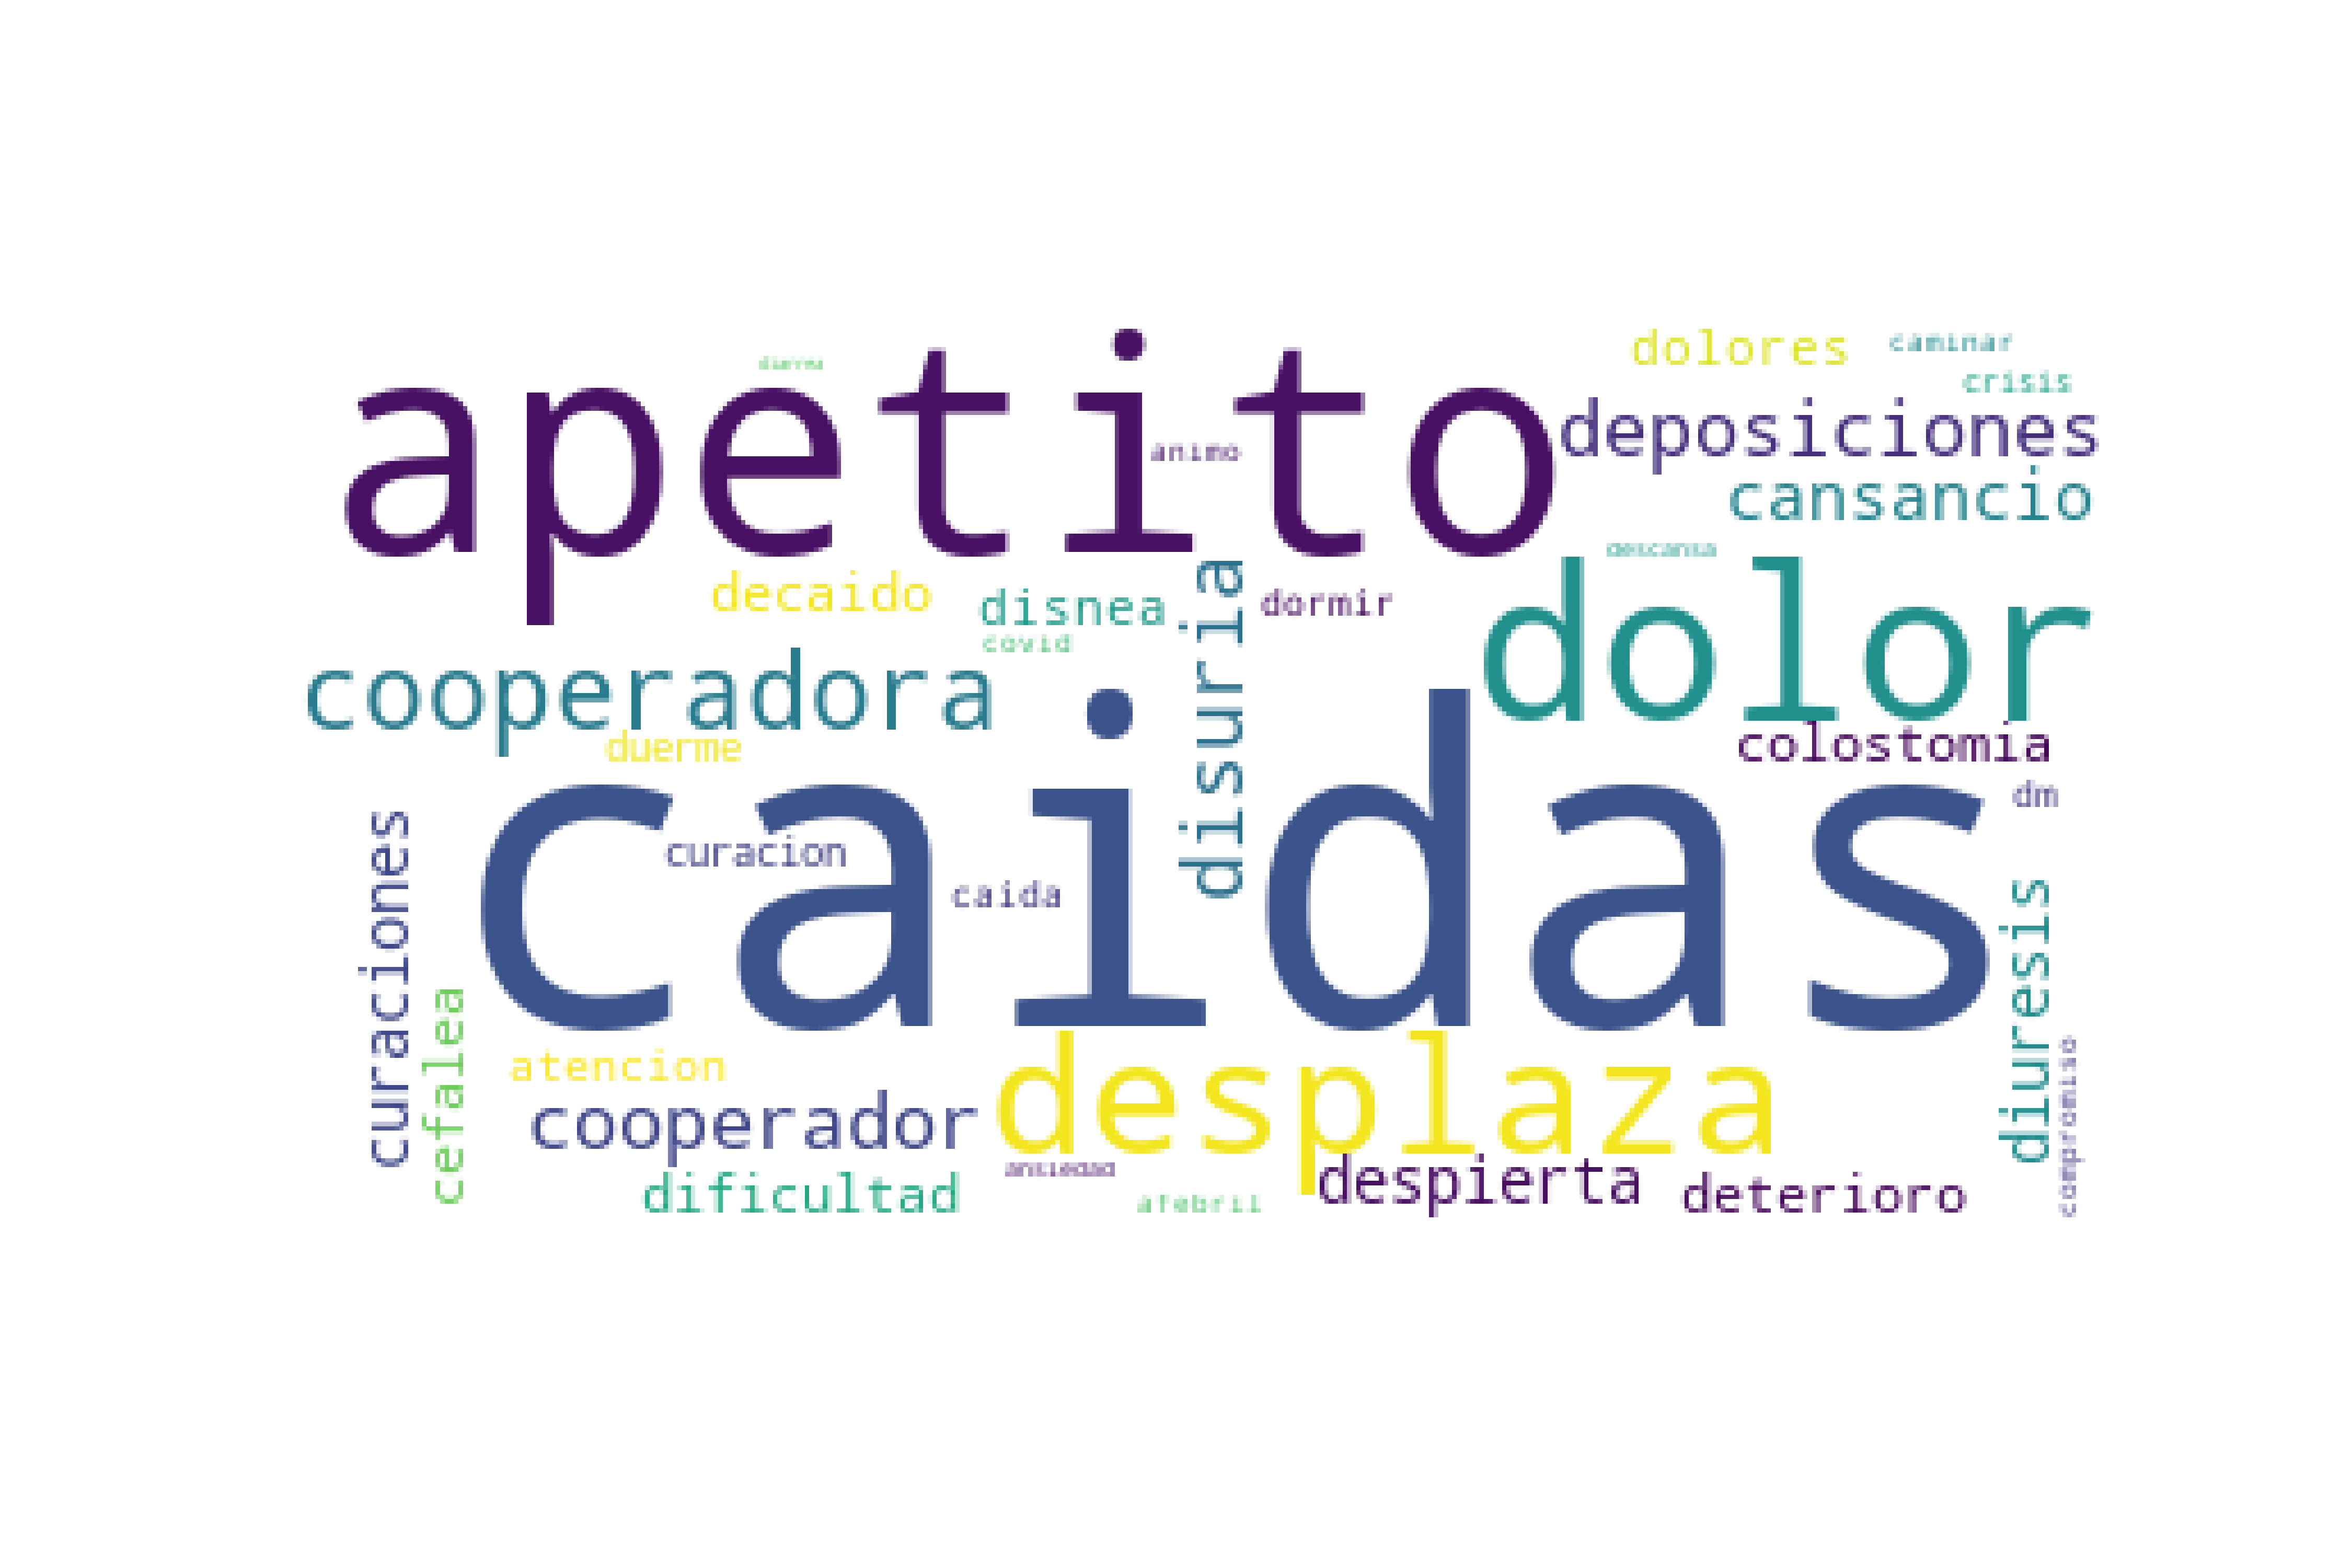 dolores
caminar
apetito
diarrea
crisis
deposiciones
animo
cansancio
descansa
dolor
decaido
disnea
disuria
dormir
covid
cooperadora
duerme
colostomia
caidas
dm
curacion
caida
curaciones
diuresis
cefalea
atencion
desplaza
compromiso
cooperador
ansiedad
despierta
dificultad
afebril
deterioro